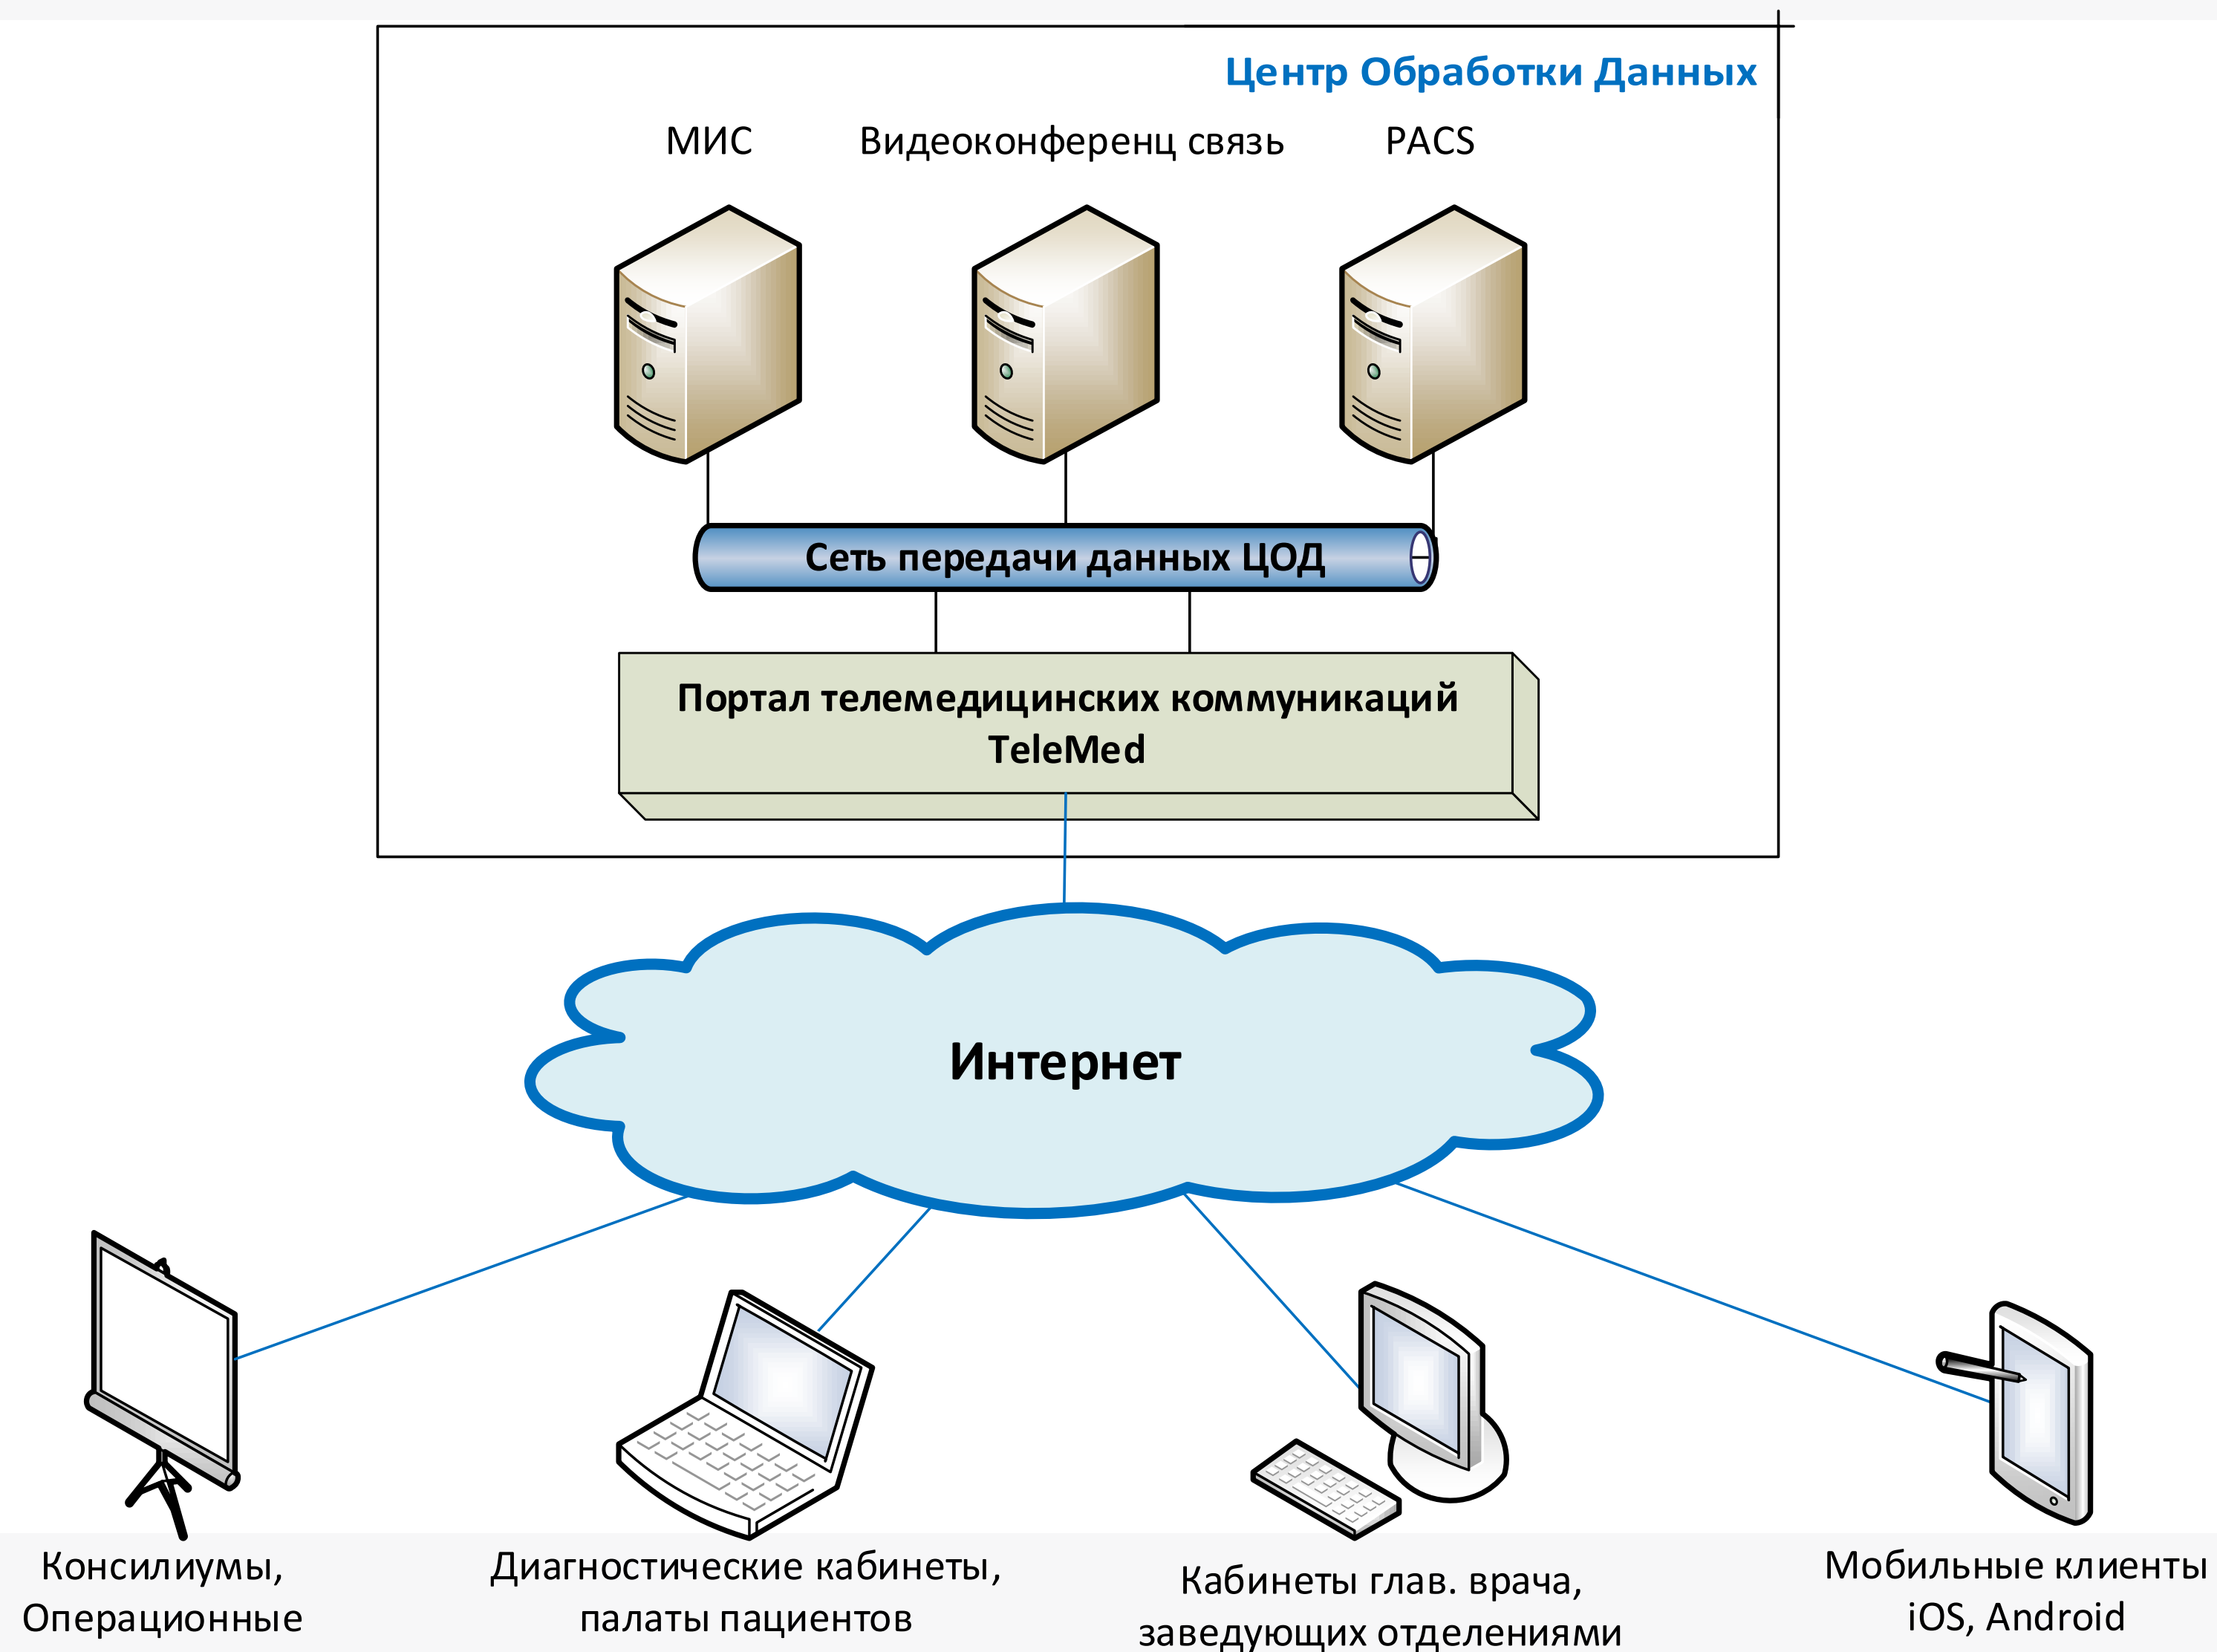 Центр Обработки Данных
МИС
Видеоконференц связь
PACS
Сеть передачи данных ЦОД
Портал телемедицинских коммуникаций
TeleMed
Интернет
Консилиумы,
Операционные
Диагностические кабинеты,
палаты пациентов
Кабинеты глав. врача,
заведующих отделениями
Мобильные клиенты
iOS, Android